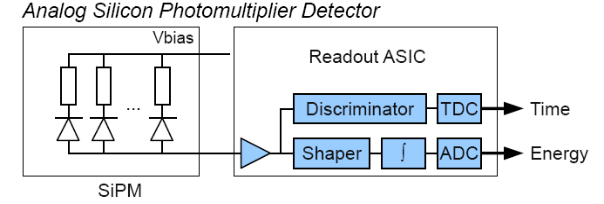 Analog Silicon Photomultiplier Detector
Vbias
Readout ASIC
...
Discriminator TDC Time
Shaper ∫ ADC Energy
SiPM